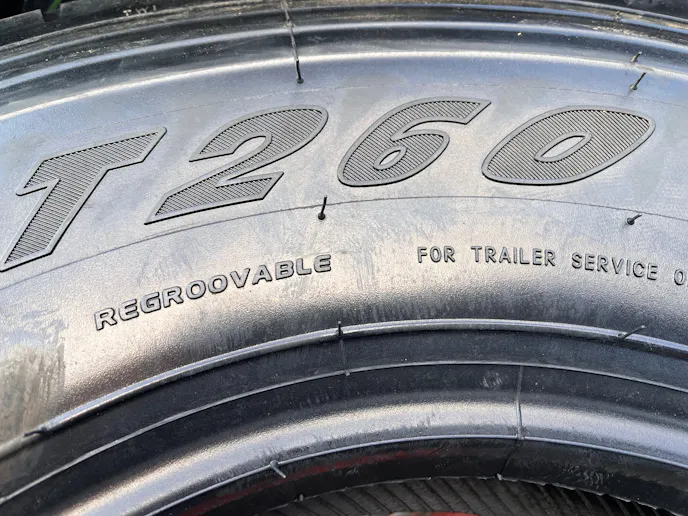 T260
REGROOVABLE
FOR TRAILER SERVICE